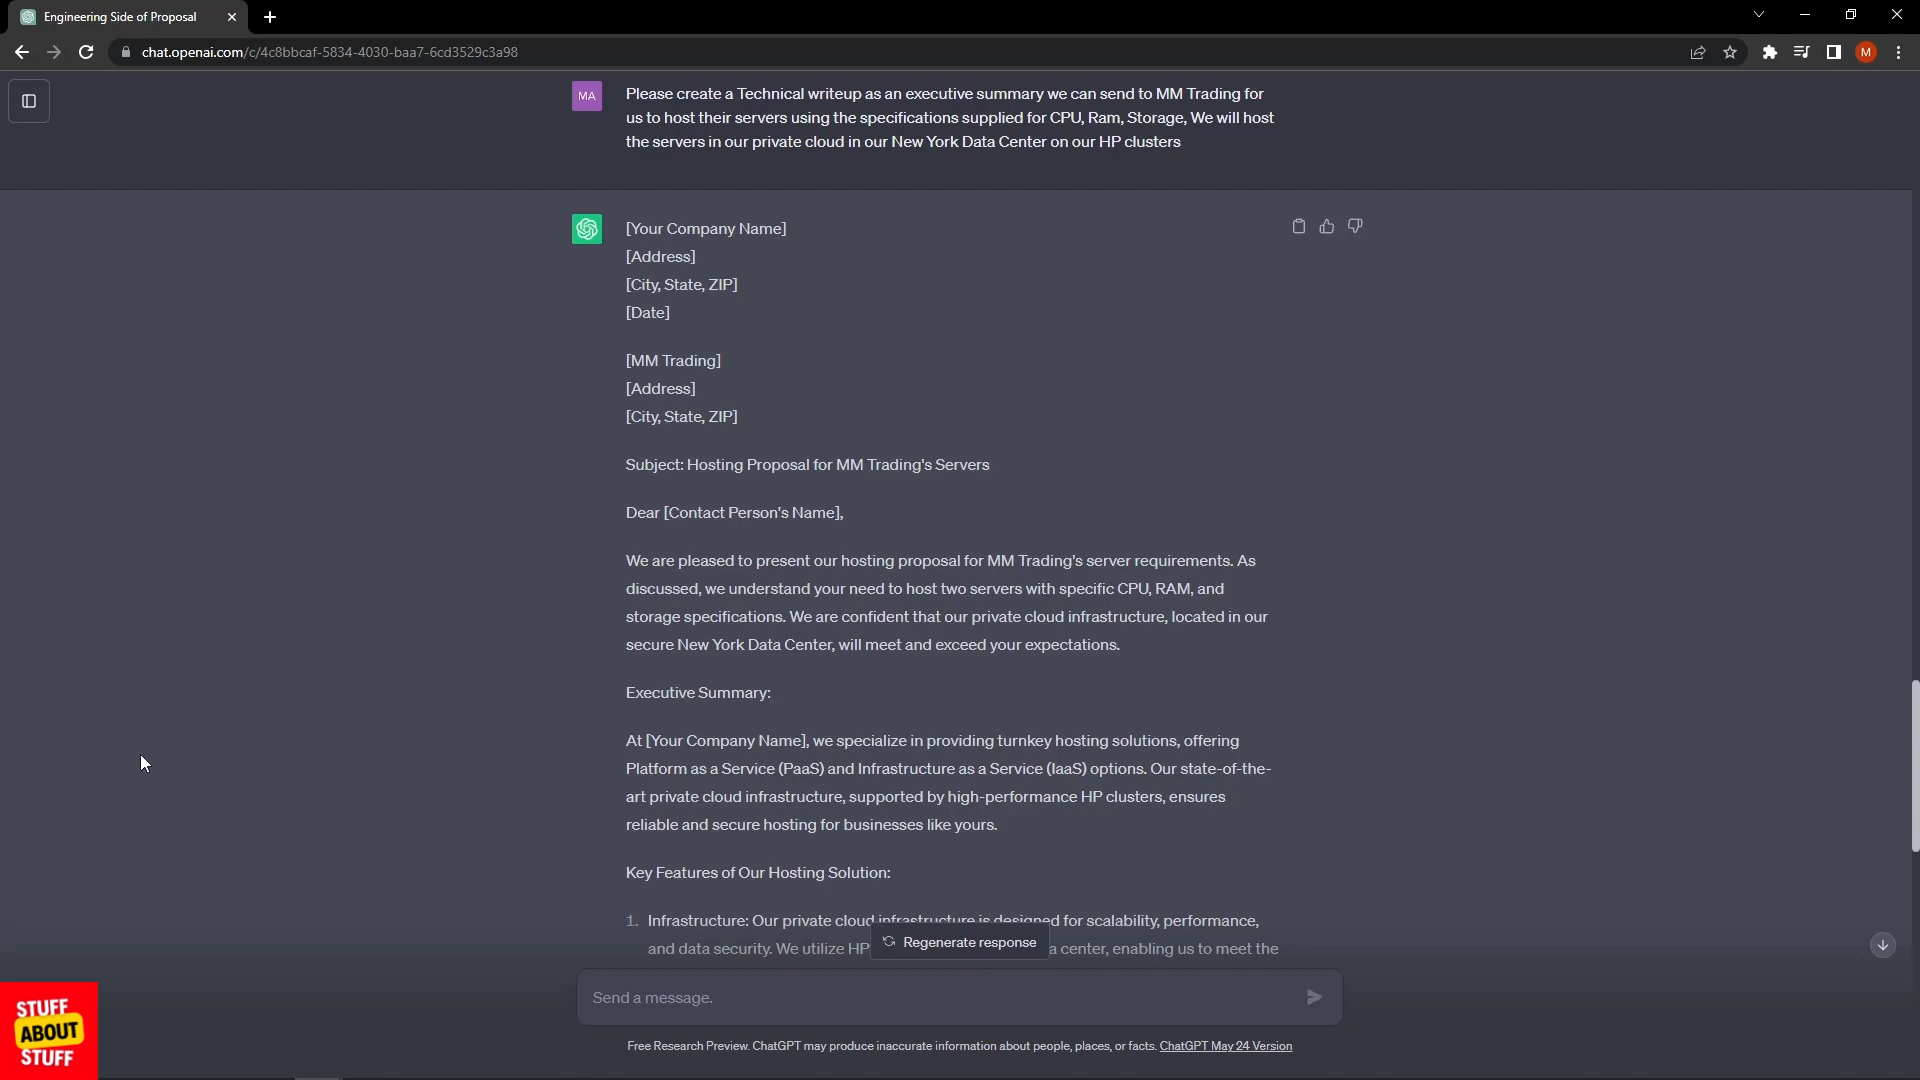 Engineering Side of Proposal
chat.openai.com/c/4c8bbcaf-5834-4030-baa7-6cd3529c3a98
M
MA
Please create a Technical writeup as an executive summary we can send to MM Trading for
us to host their servers using the specifications supplied for CPU, Ram, Storage, We will host
the servers in our private cloud in our New York Data Center on our HP clusters
[Your Company Name]
[Address]
[City, State, ZIP]
[Date]
[MM Trading]
[Address]
[City, State, ZIP]
Subject: Hosting Proposal for MM Trading's Servers
Dear [Contact Person's Name],
We are pleased to present our hosting proposal for MM Trading's server requirements. As
discussed, we understand your need to host two servers with specific CPU, RAM, and
storage specifications. We are confident that our private cloud infrastructure, located in our
secure New York Data Center, will meet and exceed your expectations.
Executive Summary:
At [Your Company Name], we specialize in providing turnkey hosting solutions, offering
Platform as a Service (PaaS) and Infrastructure as a Service (IaaS) options. Our state-of-the-
art private cloud infrastructure, supported by high-performance HP clusters, ensures
reliable and secure hosting for businesses like yours.
Key Features of Our Hosting Solution:
1. Infrastructure: Our private cloud infrastructure is designed for scalability, performance,
and data security. We utilize HP a center, enabling us to meet the
Regenerate response
Send a message.
Free Research Preview. ChatGPT may produce inaccurate information about people, places, or facts. ChatGPT May 24 Version
STUFF
ABOUT
STUFF